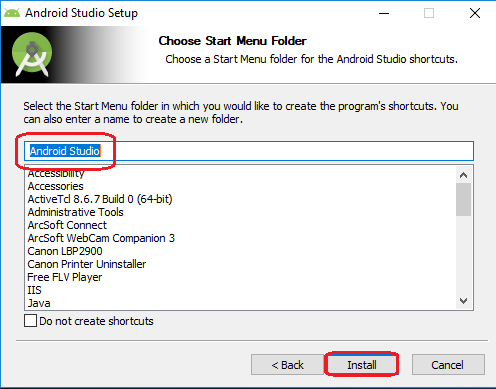 Android Studio Setup
Choose Start Menu Folder
Choose a Start Menu folder for the Android Studio shortcuts.
Select the Start Menu folder in which you would like to create the program's shortcuts. You
can also enter a name to create a new folder.
Android Studio
Accessibility
Accessories
ActiveTcl 8.6.7 Build 0 (64-bit)
Administrative Tools
ArcSoft Connect
ArcSoft WebCam Companion 3
Canon LBP2900
Canon Printer Uninstaller
Free FLV Player
IIS
Java
Do not create shortcuts
< Back
Install
Cancel